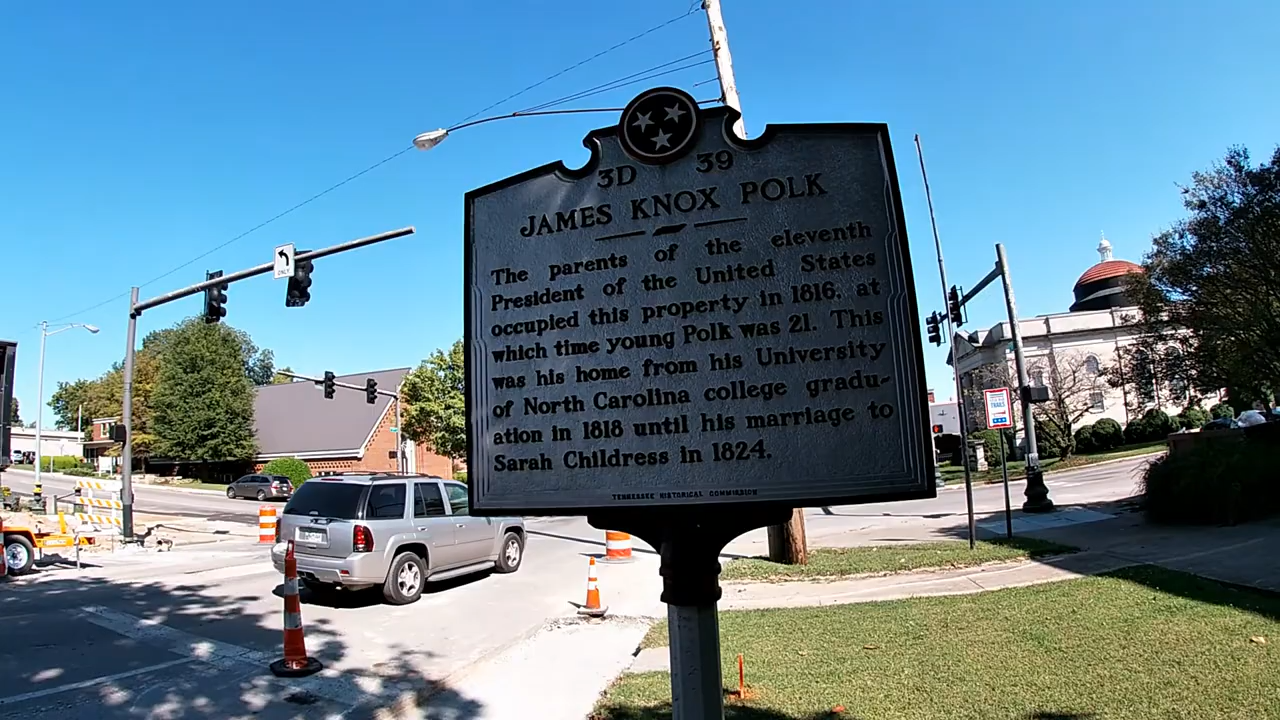 3D 39
JAMES KNOX POLK
The parents of the eleventh
President of the United States
occupied this property in 1816, at
which time young Polk was 21. This
was his home from his University
of North Carolina college gradu-
ation in 1818 until his marriage to
Sarah Childress in 1824.
TENNESSEE HISTORICAL COMMISSION
ONLY
TRAILS